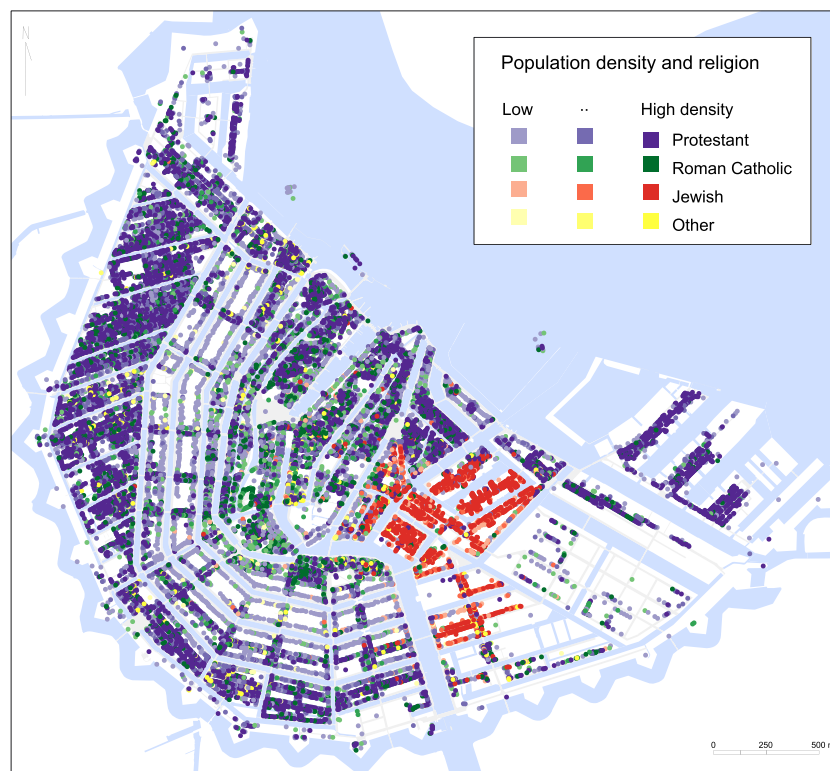 N
Population density and religion
Low .. High density
Protestant
Roman Catholic
Jewish
Other
0 250 500